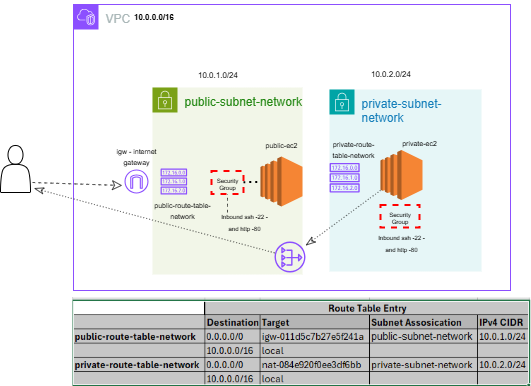 VPC 10.0.0.0/16
10.0.1.0/24
10.0.2.0/24
public-subnet-network
private-subnet-
network
igw - internet
gateway
172.16.0.0
172.16.1.0
172.16.2.0
public-route-table-
network
Security
Group
public-ec2
Inbound ssh -22 -
and http -80
private-route-
table-network
172.16.0.0
172.16.1.0
172.16.2.0
private-ec2
Security
Group
Inbound ssh -22 -
and http -80
Route Table Entry
Destination Target Subnet Assosication IPv4 CIDR
public-route-table-network 0.0.0.0/0 igw-011d5c7b27e5f241a public-subnet-network 10.0.1.0/24
10.0.0.0/16 local
private-route-table-network 0.0.0.0/0 nat-084e920f0ee3df6bb private-subnet-network 10.0.2.0/24
10.0.0.0/16 local